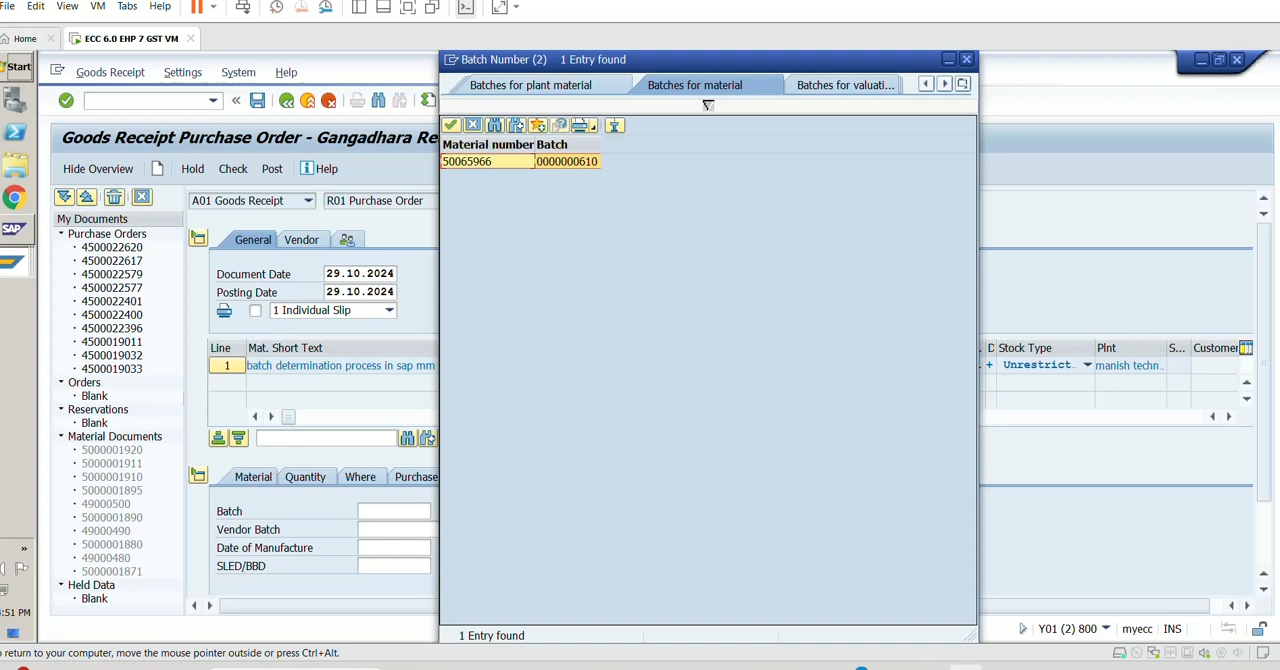 File Edit View VM Tabs Help
Home
ECC 6.0 EHP 7 GST VM
Start
Goods Receipt Settings System Help
Goods Receipt Purchase Order - Gangadhara Re
Hide Overview Hold Check Post Help
A01 Goods Receipt R01 Purchase Order
My Documents
Purchase Orders
4500022620
4500022617
4500022579
4500022577
4500022401
4500022400
4500022396
4500019011
4500019032
4500019033
Orders
Blank
Reservations
Blank
Material Documents
5000001920
5000001911
5000001910
5000001895
49000500
5000001890
49000490
5000001880
49000480
5000001871
Held Data
Blank
General Vendor
Document Date 29.10.2024
Posting Date 29.10.2024
1 Individual Slip
Line Mat. Short Text
1 batch determination process in sap mm
D Stock Type Plnt S... Customer
+ Unrestrict.. manish techn..
Material Quantity Where Purchase
Batch
Vendor Batch
Date of Manufacture
SLED/BBD
Batch Number (2) 1 Entry found
Batches for plant material Batches for material Batches for valuati...
Material number Batch
50065966 0000000610
1 Entry found
SAP
:51 PM
Y01 (2) 800 myecc INS
o return to your computer, move the mouse pointer outside or press Ctrl+Alt.